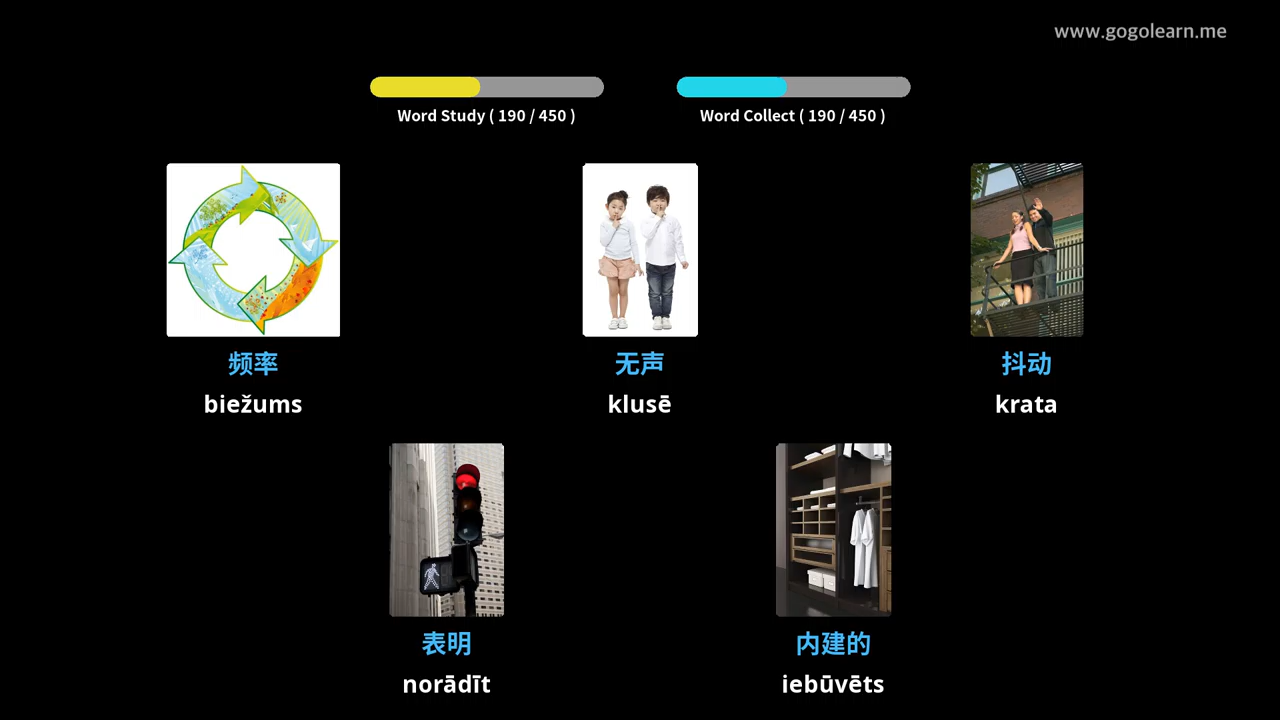 www.gogolearn.me
Word Study ( 190 / 450 )
Word Collect ( 190 / 450 )
频率
无声
抖动
biežums
klusē
krata
表明
内建的
norādīt
iebūvēts